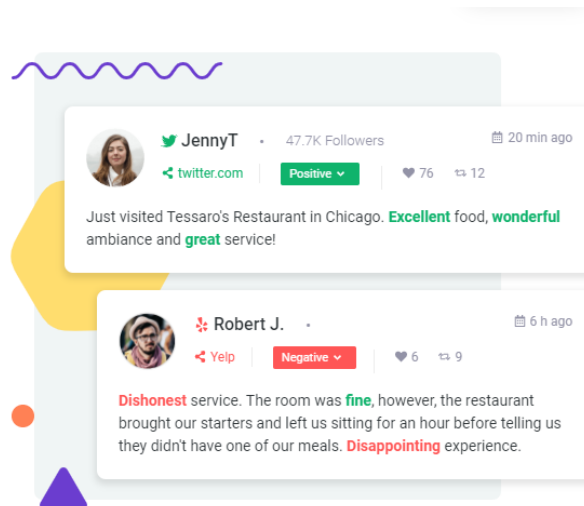 JennyT · 47.7K Followers 20 min ago
twitter.com Positive 76 12
Just visited Tessaro's Restaurant in Chicago. Excellent food, wonderful
ambiance and great service!
Robert J. · 6 h ago
Yelp Negative 6 9
Dishonest service. The room was fine, however, the restaurant
brought our starters and left us sitting for an hour before telling us
they didn't have one of our meals. Disappointing experience.